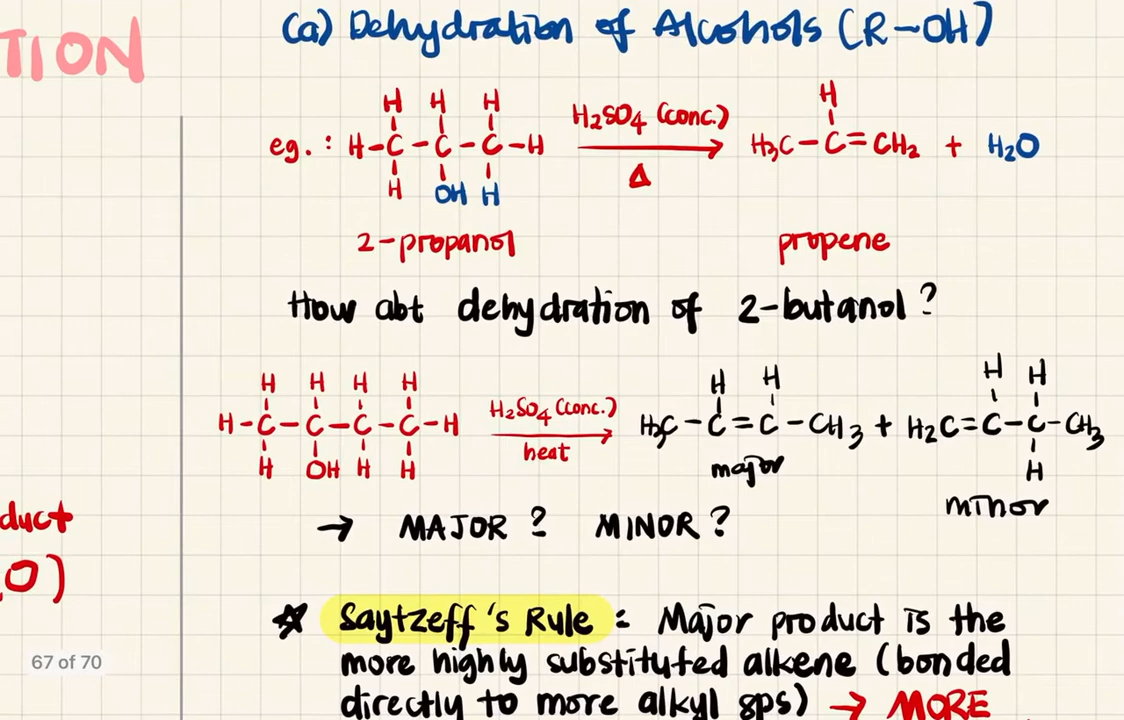 TION
(a) Dehydration of Alcohols (R-OH)
H H H
eg. : H-C-C-C-H H₂SO₄ (conc.) Δ → H₃C-C=CH₂ + H₂O
H
H OH H
2-propanol propene
How abt dehydration of 2-butanol?
H H H H
H-C-C-C-C-H H₂SO₄ (conc.) heat → H₃C-C=C-CH₃ + H₂C=C-C-CH₃
H H H H
H OH H H H
major minor
→ MAJOR ? MINOR ?
duct
O)
* Saytzeff's Rule : Major product is the
more highly substituted alkene (bonded
directly to more alkyl gps) → MORE
67 of 70